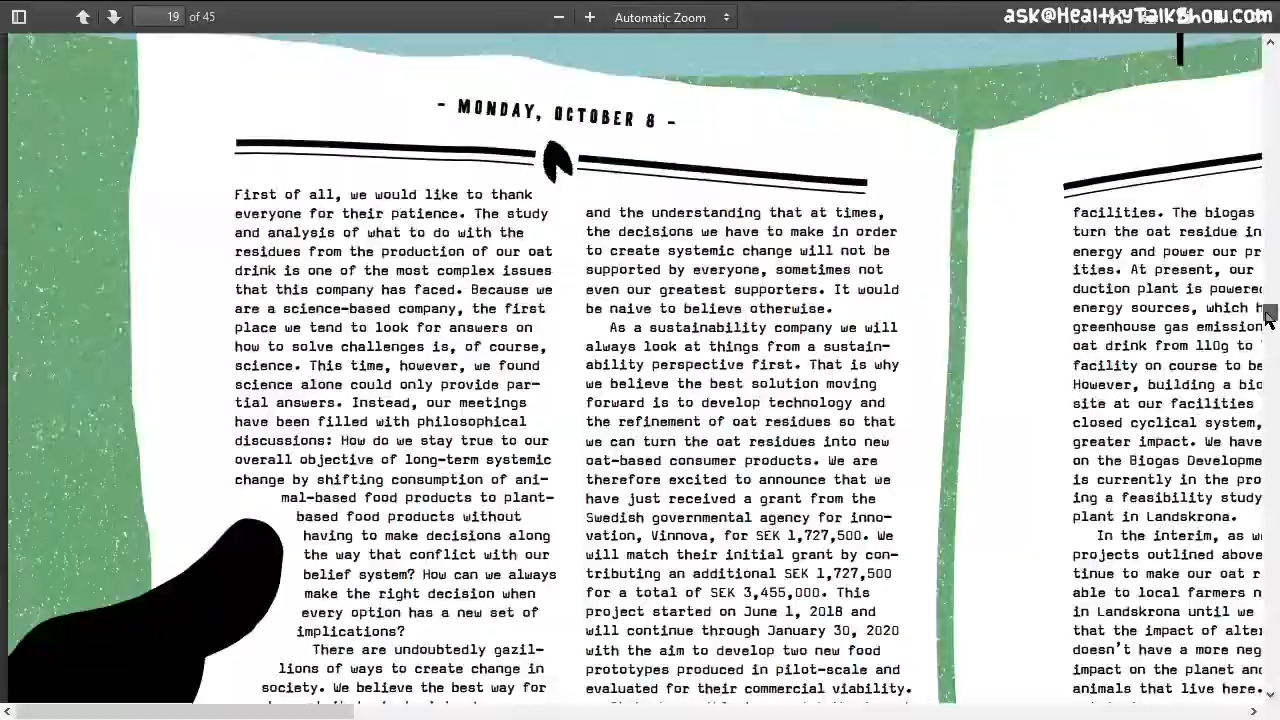 19 of 45
Automatic Zoom
ask@HealthyTalkShow.com
- MONDAY, OCTOBER 8 -
First of all, we would like to thank
everyone for their patience. The study
and analysis of what to do with the
residues from the production of our oat
drink is one of the most complex issues
that this company has faced. Because we
are a science-based company, the first
place we tend to look for answers on
how to solve challenges is, of course,
science. This time, however, we found
science alone could only provide par-
tial answers. Instead, our meetings
have been filled with philosophical
discussions: How do we stay true to our
overall objective of long-term systemic
change by shifting consumption of ani-
mal-based food products to plant-
based food products without
having to make decisions along
the way that conflict with our
belief system? How can we always
make the right decision when
every option has a new set of
implications?
There are undoubtedly gazil-
lions of ways to create change in
society. We believe the best way for
and the understanding that at times,
the decisions we have to make in order
to create systemic change will not be
supported by everyone, sometimes not
even our greatest supporters. It would
be naive to believe otherwise.
As a sustainability company we will
always look at things from a sustain-
ability perspective first. That is why
we believe the best solution moving
forward is to develop technology and
the refinement of oat residues so that
we can turn the oat residues into new
oat-based consumer products. We are
therefore excited to announce that we
have just received a grant from the
Swedish governmental agency for inno-
vation, Vinnova, for SEK 1,727,500. We
will match their initial grant by con-
tributing an additional SEK 1,727,500
for a total of SEK 3,455,000. This
project started on June 1, 2018 and
will continue through January 30, 2020
with the aim to develop two new food
prototypes produced in pilot-scale and
evaluated for their commercial viability.
facilities. The biogas
turn the oat residue in
energy and power our pr
ities. At present, our
duction plant is powered
energy sources, which h
greenhouse gas emission
oat drink from 110g to
facility on course to be
However, building a bio
site at our facilities
closed cyclical system,
greater impact. We have
on the Biogas Developme
is currently in the pro
ing a feasibility study
plant in Landskrona.
In the interim, as w
projects outlined above
tinue to make our oat r
able to local farmers n
in Landskrona until we
that the impact of alte
doesn't have a more neg
impact on the planet an
animals that live here.